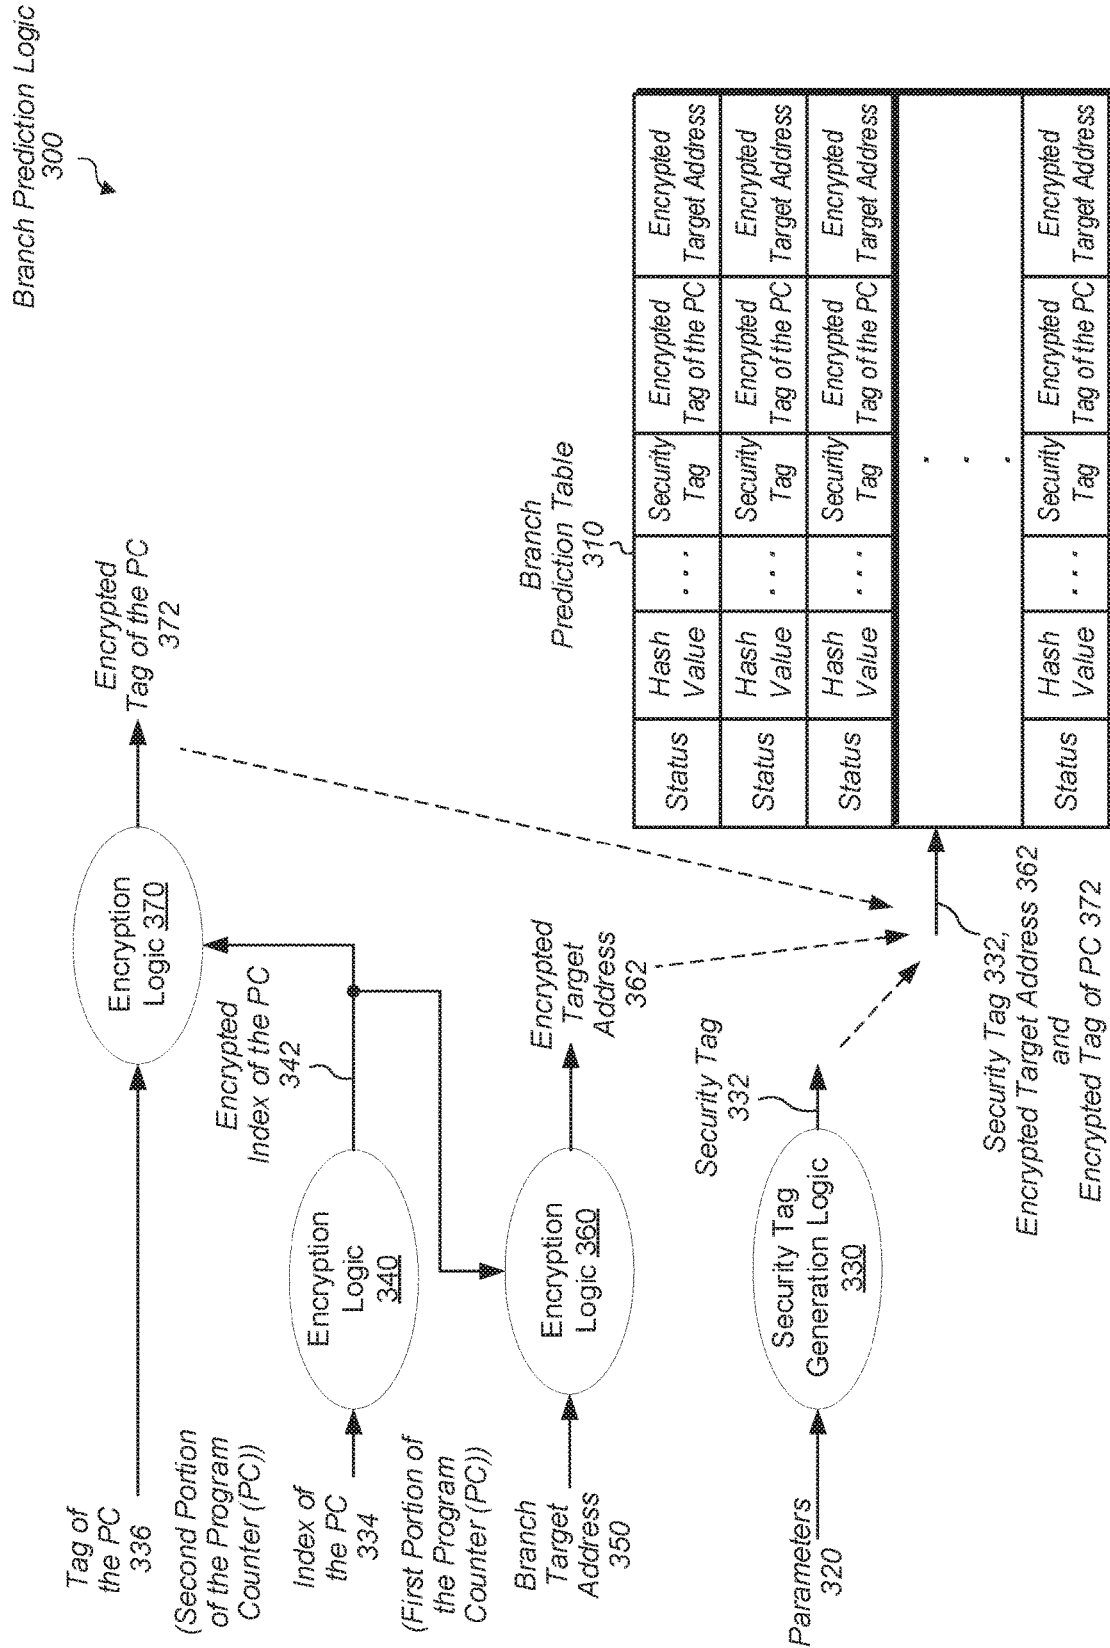 Branch Prediction Logic
300
Tag of
the PC
336
(Second Portion
of the Program
Counter (PC))
Encryption
Logic 370
Encrypted
Tag of the PC
372
Encrypted
Index of the PC
342
Index of
the PC
334
(First Portion of
the Program
Counter (PC))
Encryption
Logic
340
Branch
Target
Address
350
Encryption
Logic 360
Encrypted
Target
Address
362
Parameters
320
Security Tag
Generation Logic
330
Security Tag
332
Security Tag 332,
Encrypted Target Address 362
and
Encrypted Tag of PC 372
Branch
Prediction Table
310
Status
Hash
Value
. . .
Security
Tag
Encrypted
Tag of the PC
Encrypted
Target Address
Status
Hash
Value
. . .
Security
Tag
Encrypted
Tag of the PC
Encrypted
Target Address
Status
Hash
Value
. . .
Security
Tag
Encrypted
Tag of the PC
Encrypted
Target Address
.
.
.
Status
Hash
Value
. . .
Security
Tag
Encrypted
Tag of the PC
Encrypted
Target Address